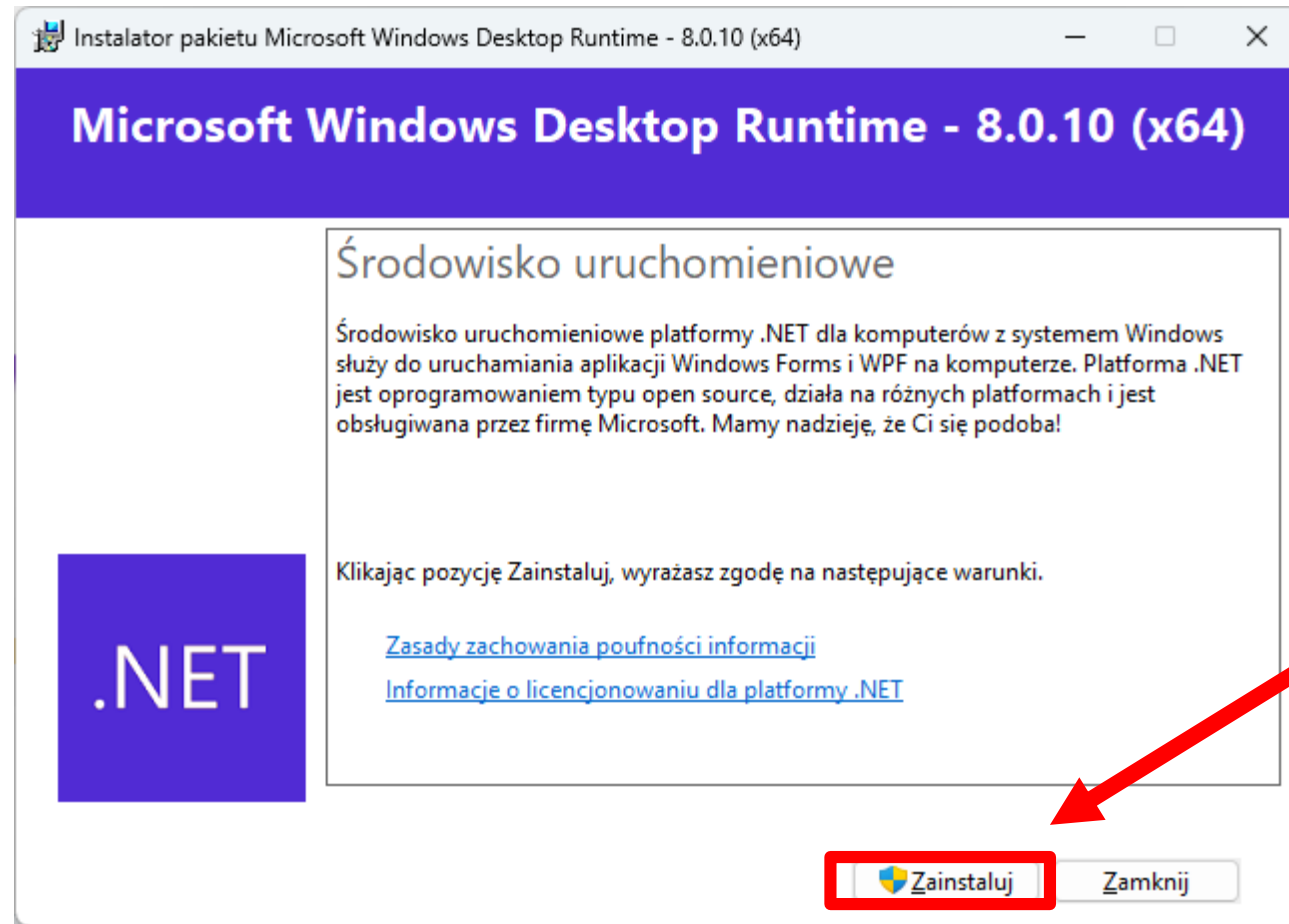 Instalator pakietu Microsoft Windows Desktop Runtime - 8.0.10 (x64)
Microsoft Windows Desktop Runtime - 8.0.10 (x64)
Środowisko uruchomieniowe
Środowisko uruchomieniowe platformy .NET dla komputerów z systemem Windows
służy do uruchamiania aplikacji Windows Forms i WPF na komputerze. Platforma .NET
jest oprogramowaniem typu open source, działa na różnych platformach i jest
obsługiwana przez firmę Microsoft. Mamy nadzieję, że Ci się podoba!
Klikając pozycję Zainstaluj, wyrażasz zgodę na następujące warunki.
Zasady zachowania poufności informacji
Informacje o licencjonowaniu dla platformy .NET
.NET
Zainstaluj
Zamknij